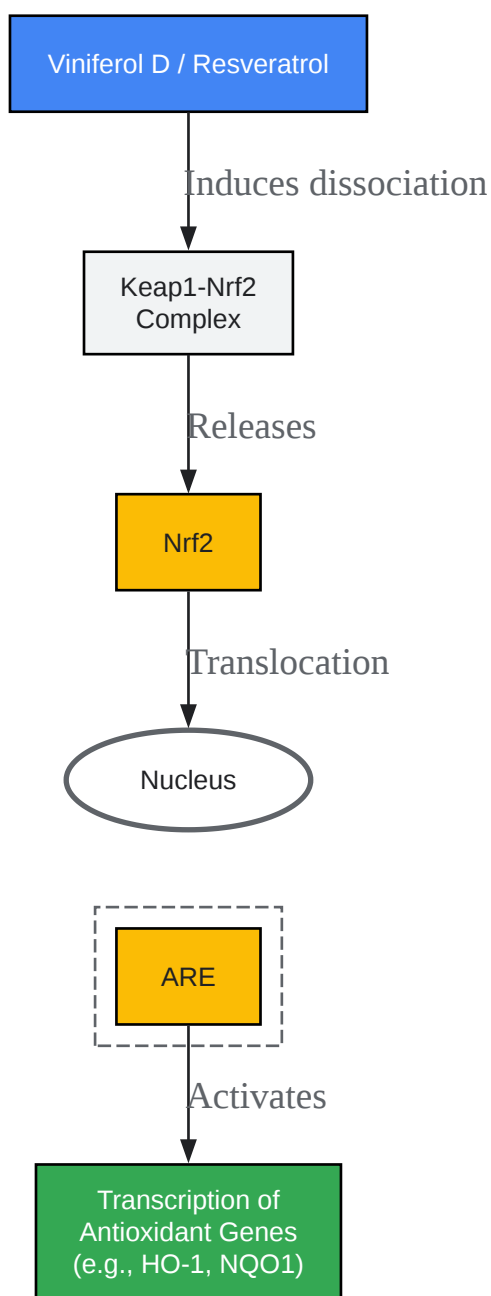 Viniferol D / Resveratrol
Induces dissociation
Keap1-Nrf2
Complex
Releases
Nrf2
Translocation
Nucleus
ARE
Activates
Transcription of
Antioxidant Genes
(e.g., HO-1, NQO1)